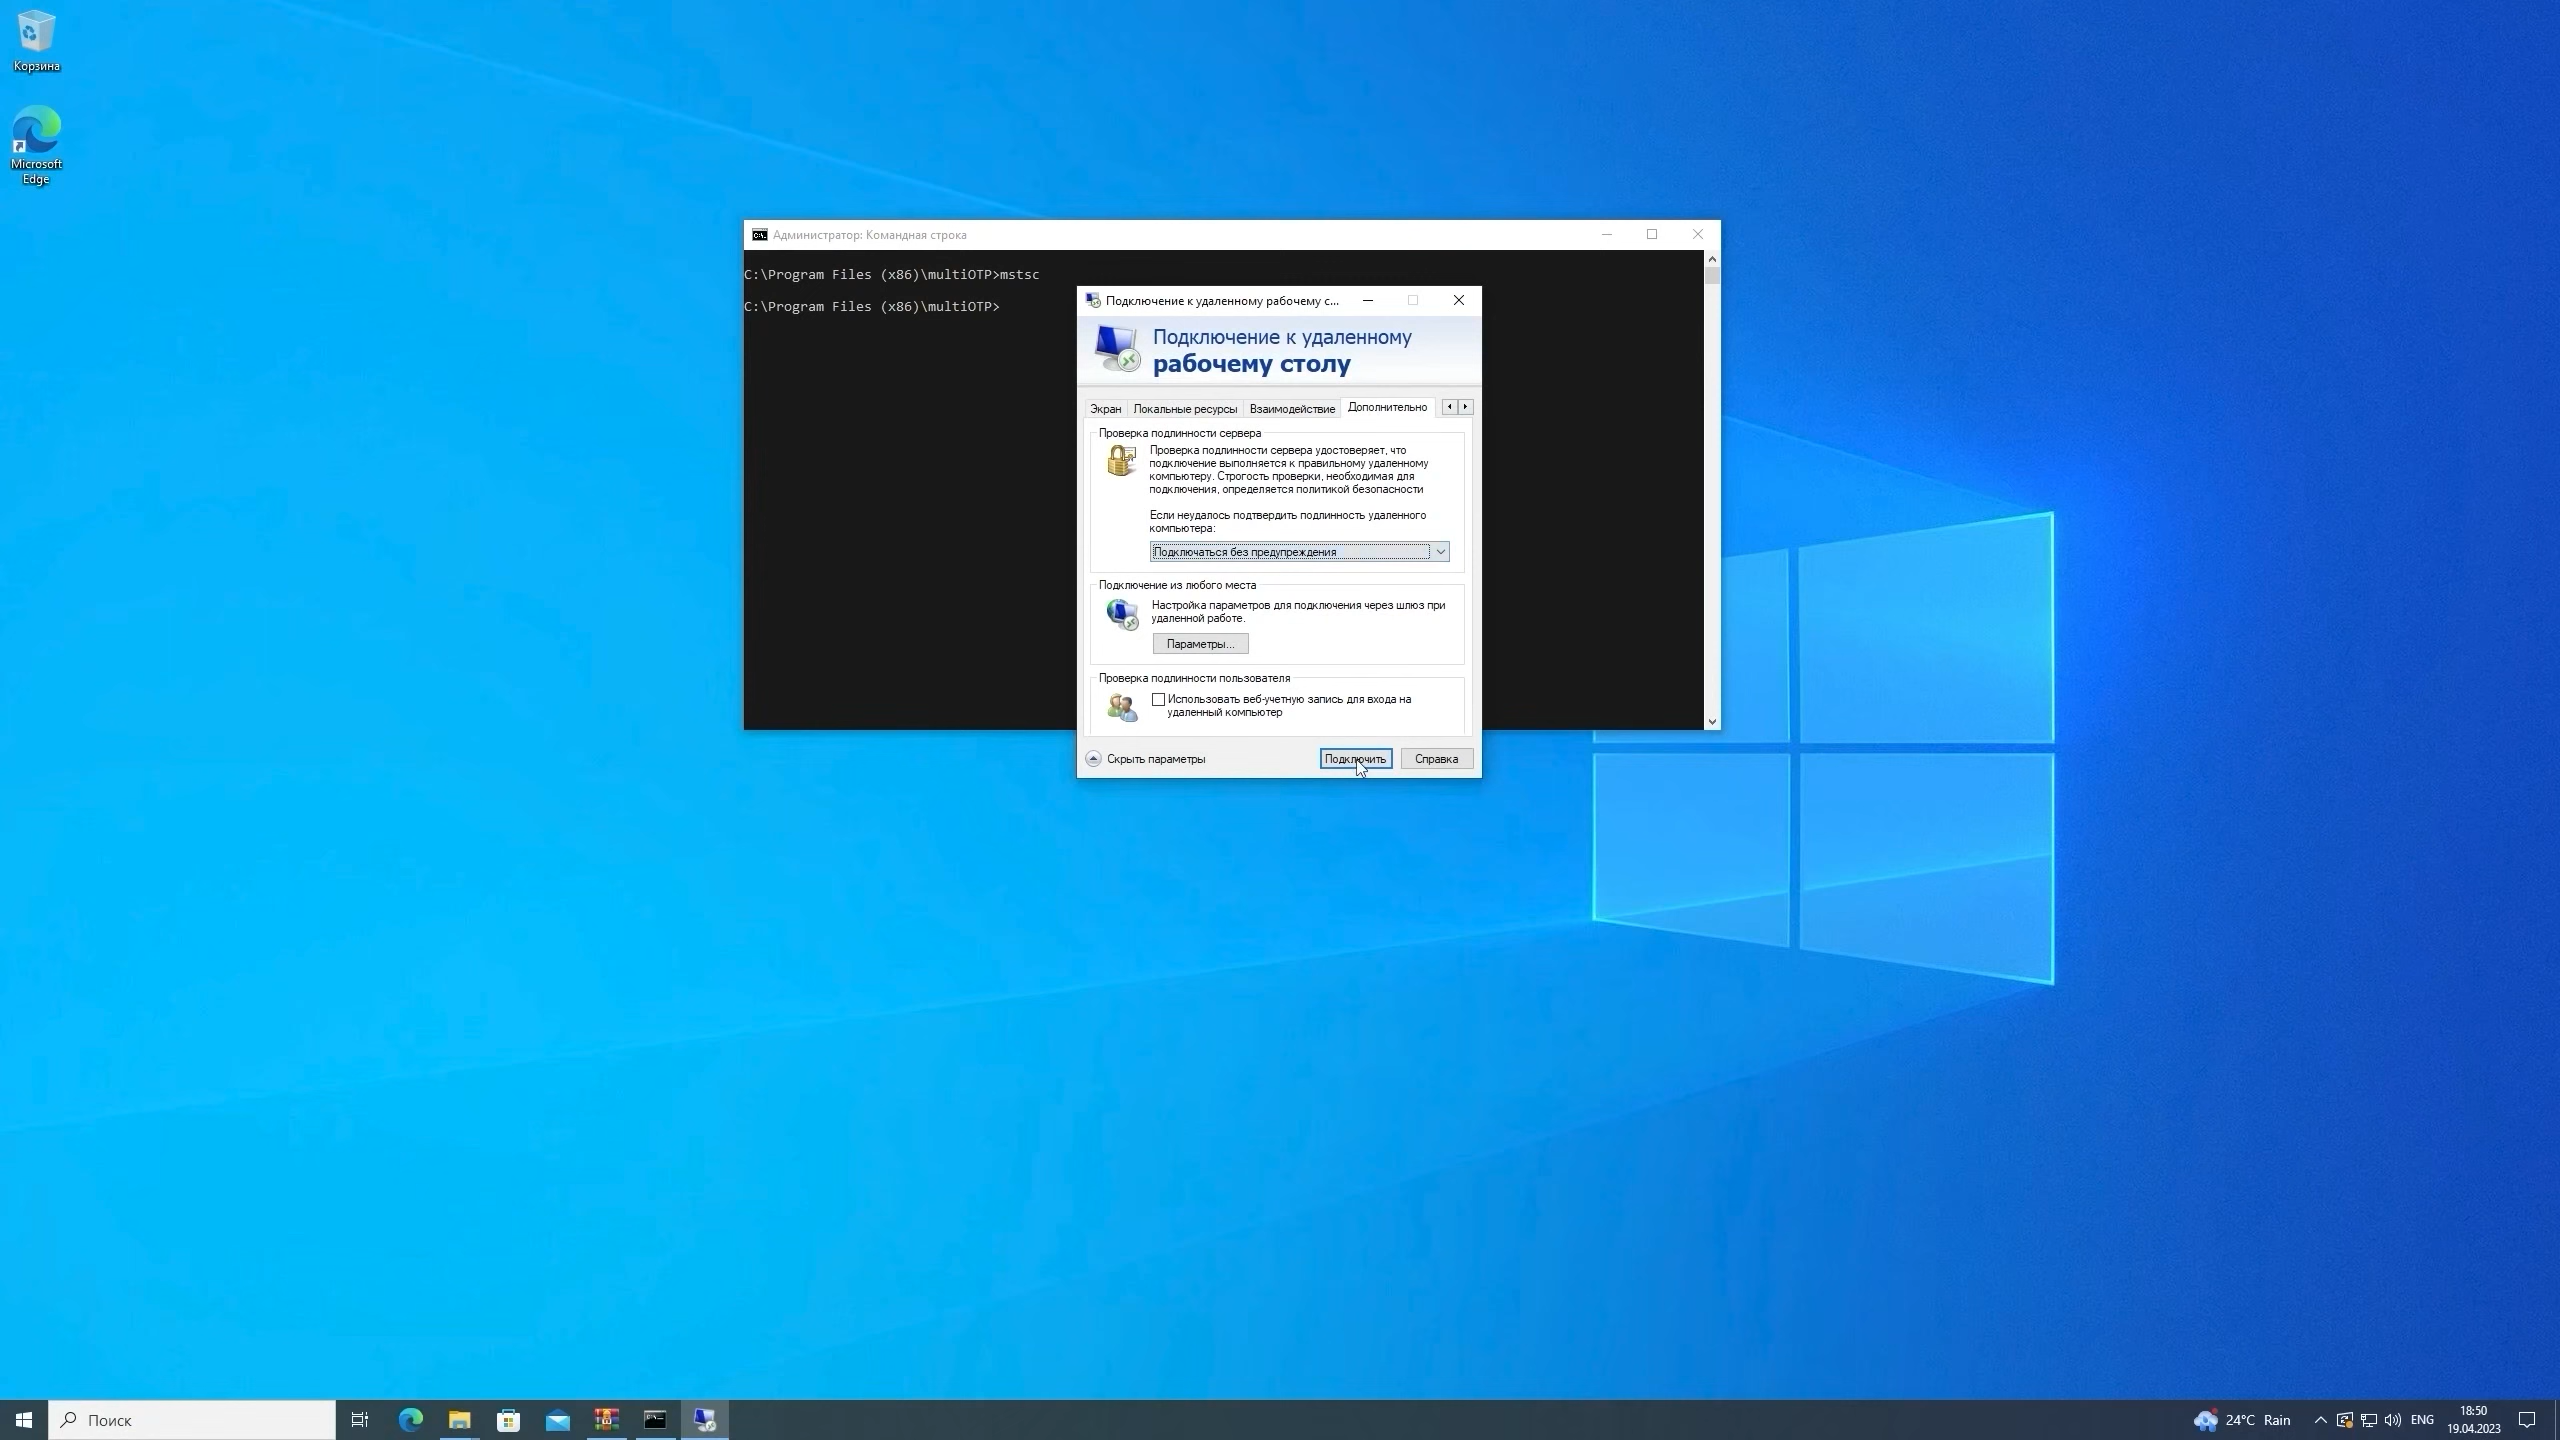 Корзина
Microsoft
Edge
Администратор: Командная строка
C:\Program Files (x86)\multiOTP>mstsc
C:\Program Files (x86)\multiOTP>
Подключение к удаленному рабочему с...
Подключение к удаленному
рабочему столу
Экран Локальные ресурсы Взаимодействие Дополнительно
Проверка подлинности сервера
Проверка подлинности сервера удостоверяет, что
подключение выполняется к правильному удаленному
компьютеру. Строгость проверки, необходимая для
подключения, определяется политикой безопасности
Если неудалось подтвердить подлинность удаленного
компьютера:
Подключаться без предупреждения
Подключение из любого места
Настройка параметров для подключения через шлюз при
удаленной работе.
Параметры...
Проверка подлинности пользователя
Использовать веб-учетную запись для входа на
удаленный компьютер
Скрыть параметры Подключить Справка
Поиск
24°C Rain
ENG
18:50
19.04.2023